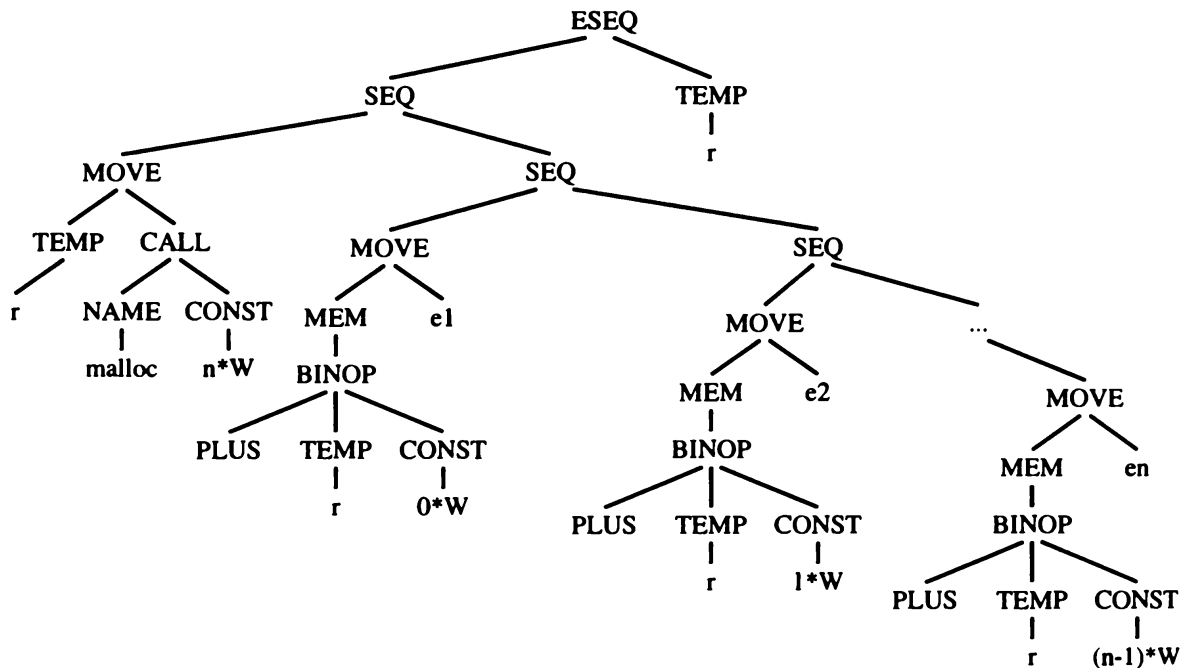 ESEQ
SEQ TEMP
r
MOVE SEQ
TEMP CALL MOVE SEQ
r NAME CONST MEM e1 MOVE ...
malloc n*W BINOP MEM e2 MOVE
PLUS TEMP CONST BINOP MEM en
r 0*W PLUS TEMP CONST BINOP
r 1*W PLUS TEMP CONST
r (n-1)*W